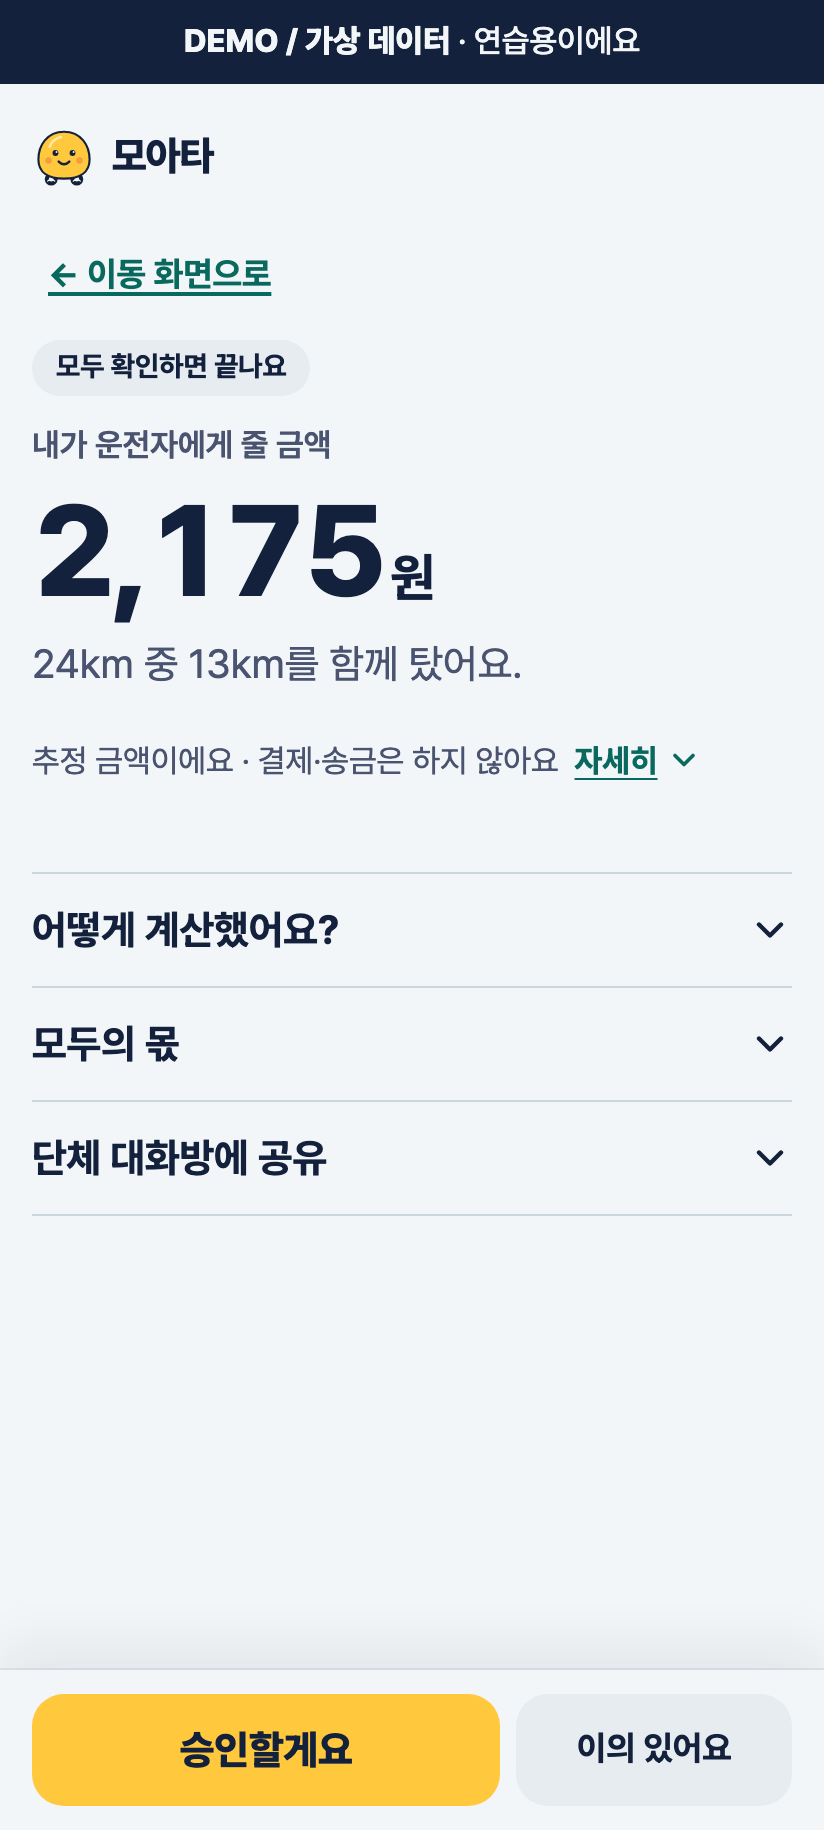 DEMO / 가상 데이터 · 연습용이에요
모아타
← 이동 화면으로
모두 확인하면 끝나요
내가 운전자에게 줄 금액
2,175원
24km 중 13km를 함께 탔어요.
추정 금액이에요 · 결제·송금은 하지 않아요 자세히
어떻게 계산했어요?
모두의 몫
단체 대화방에 공유
승인할게요
이의 있어요